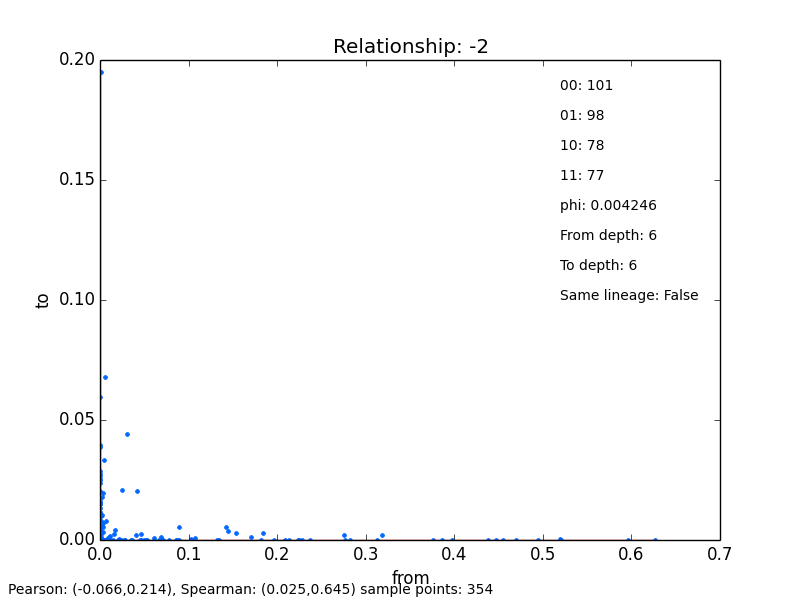 Relationship: -2
0.20
0.15
0.10
0.05
0.00
to
00: 101
01: 98
10: 78
11: 77
phi: 0.004246
From depth: 6
To depth: 6
Same lineage: False
0.0 0.1 0.2 0.3 0.4 0.5 0.6 0.7
from
Pearson: (-0.066,0.214), Spearman: (0.025,0.645) sample points: 354